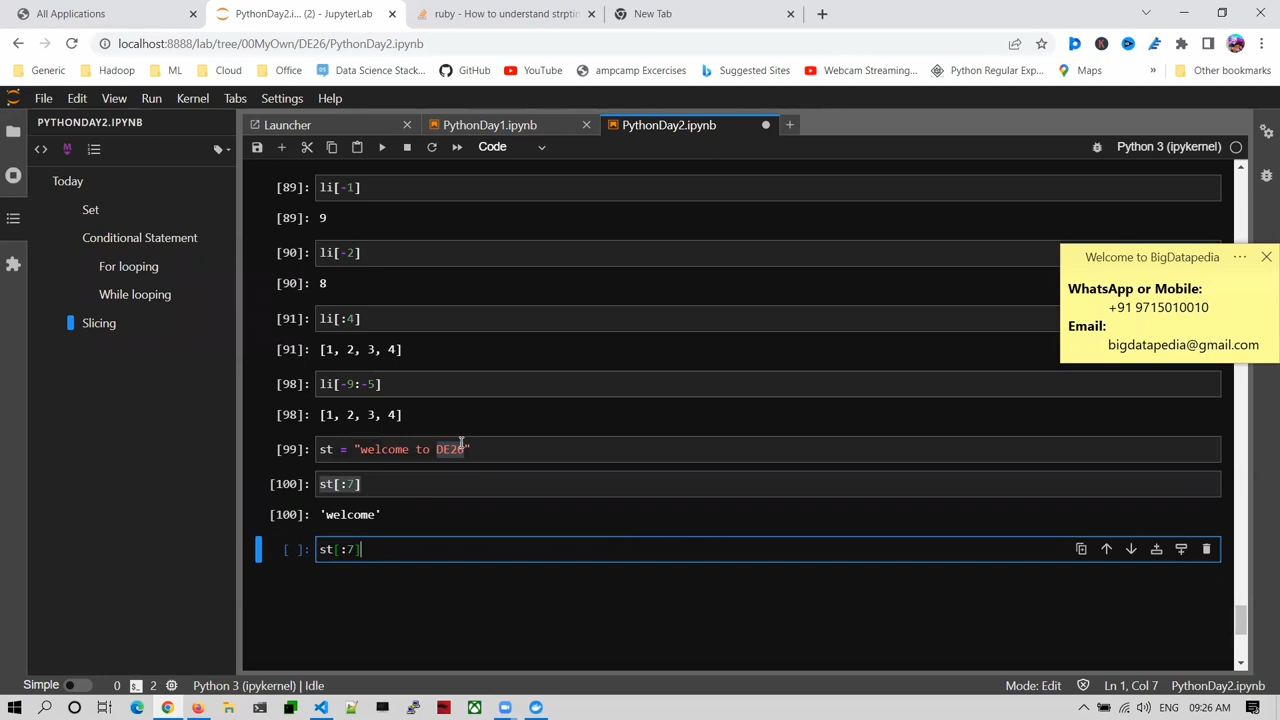 All Applications
PythonDay2.i... (2) - JupyterLab
ruby - How to understand strptin
New Tab
localhost:8888/lab/tree/00MyOwn/DE26/PythonDay2.ipynb
Generic
Hadoop
ML
Cloud
Office
Data Science Stack...
GitHub
YouTube
ampcamp Excercises
Suggested Sites
Webcam Streaming...
Python Regular Exp...
Maps
»
Other bookmarks
File Edit View Run Kernel Tabs Settings Help
PYTHONDAY2.IPYNB
Launcher
PythonDay1.ipynb
PythonDay2.ipynb
Code
Python 3 (ipykernel)
Today
Set
Conditional Statement
For looping
While looping
Slicing
[89]: li[-1]
[89]: 9
[90]: li[-2]
[90]: 8
[91]: li[:4]
[91]: [1, 2, 3, 4]
[98]: li[-9:-5]
[98]: [1, 2, 3, 4]
[99]: st = "welcome to DE26"
[100]: st[:7]
[100]: 'welcome'
[ ]: st[:7]
Welcome to BigDatapedia
WhatsApp or Mobile:
+91 9715010010
Email:
bigdatapedia@gmail.com
Simple 0 2 Python 3 (ipykernel) | Idle
Mode: Edit Ln 1, Col 7 PythonDay2.ipynb
09:26 AM